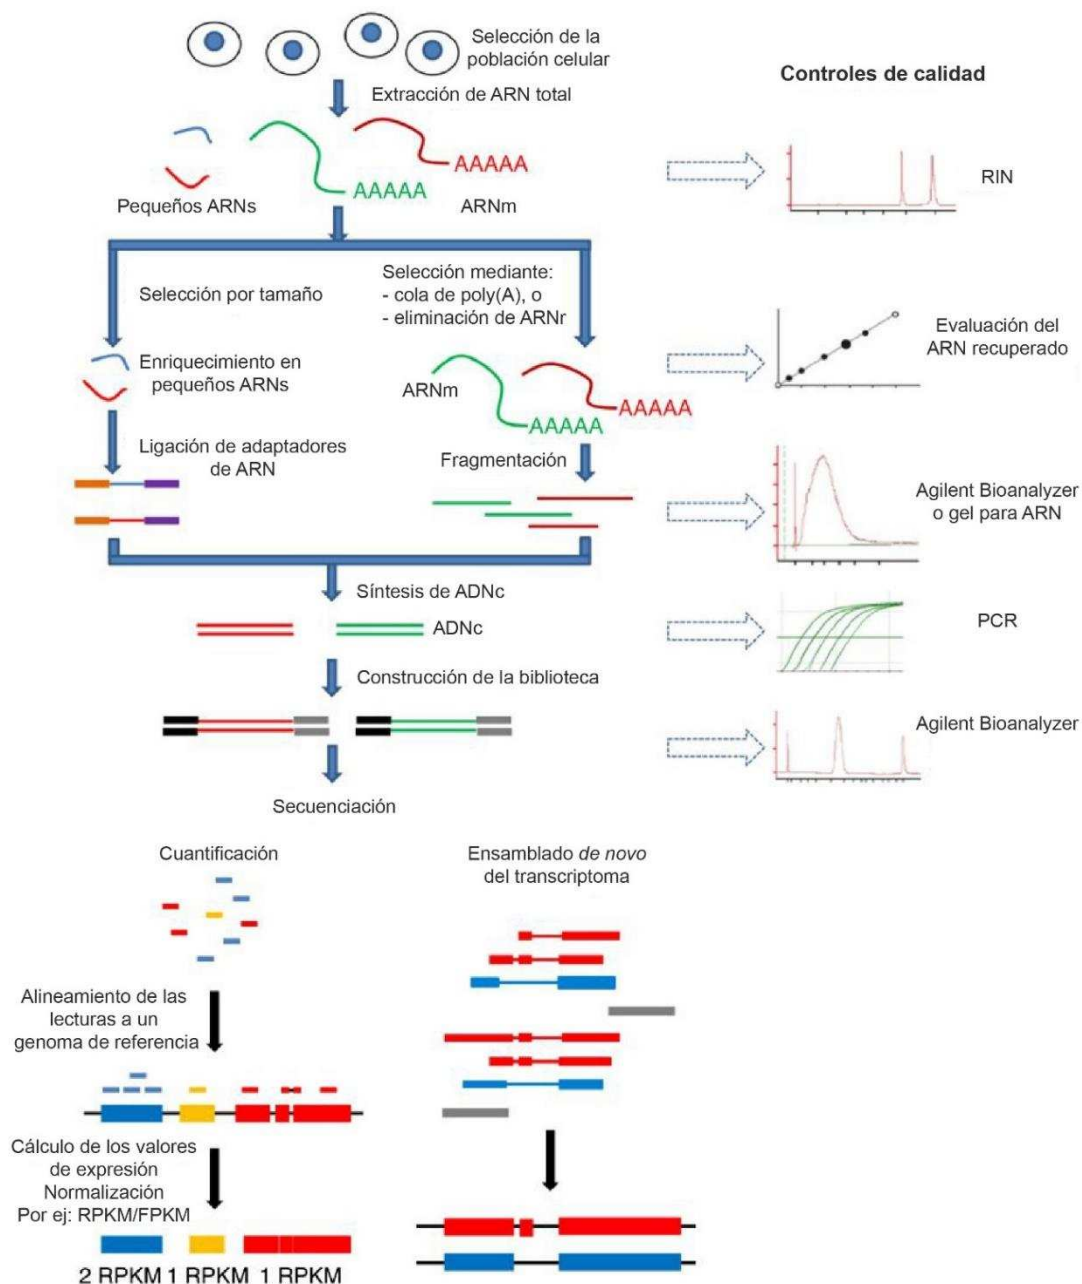 Selección de la
población celular
Controles de calidad
Extracción de ARN total
AAAAA
AAAAA
Pequeños ARNs
ARNm
RIN
Selección por tamaño
Selección mediante:
- cola de poly(A), o
- eliminación de ARNr
Enriquecimiento en
pequeños ARNs
ARNm
AAAAA
AAAAA
Evaluación del
ARN recuperado
Ligación de adaptadores
de ARN
Fragmentación
Agilent Bioanalyzer
o gel para ARN
Síntesis de ADNc
ADNc
PCR
Construcción de la biblioteca
Agilent Bioanalyzer
Secuenciación
Cuantificación
Alineamiento de las
lecturas a un
genoma de referencia
Cálculo de los valores
de expresión
Normalización
Por ej: RPKM/FPKM
2 RPKM 1 RPKM 1 RPKM
Ensamblado de novo
del transcriptoma